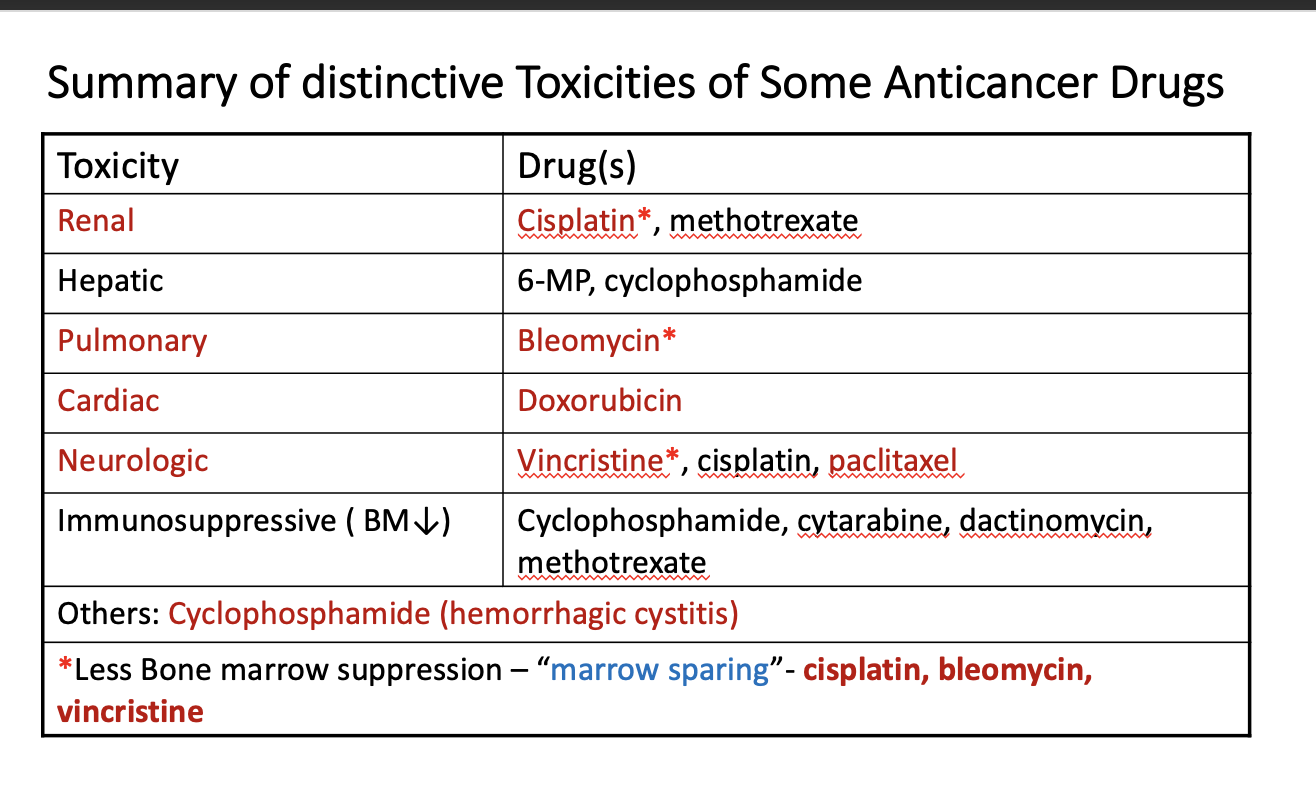 Summary of distinctive Toxicities of Some Anticancer Drugs
Toxicity Drug(s)
Renal Cisplatin*, methotrexate
Hepatic 6-MP, cyclophosphamide
Pulmonary Bleomycin*
Cardiac Doxorubicin
Neurologic Vincristine*, cisplatin, paclitaxel
Immunosuppressive ( BM↓) Cyclophosphamide, cytarabine, dactinomycin,
methotrexate
Others: Cyclophosphamide (hemorrhagic cystitis)
*Less Bone marrow suppression – “marrow sparing”- cisplatin, bleomycin,
vincristine